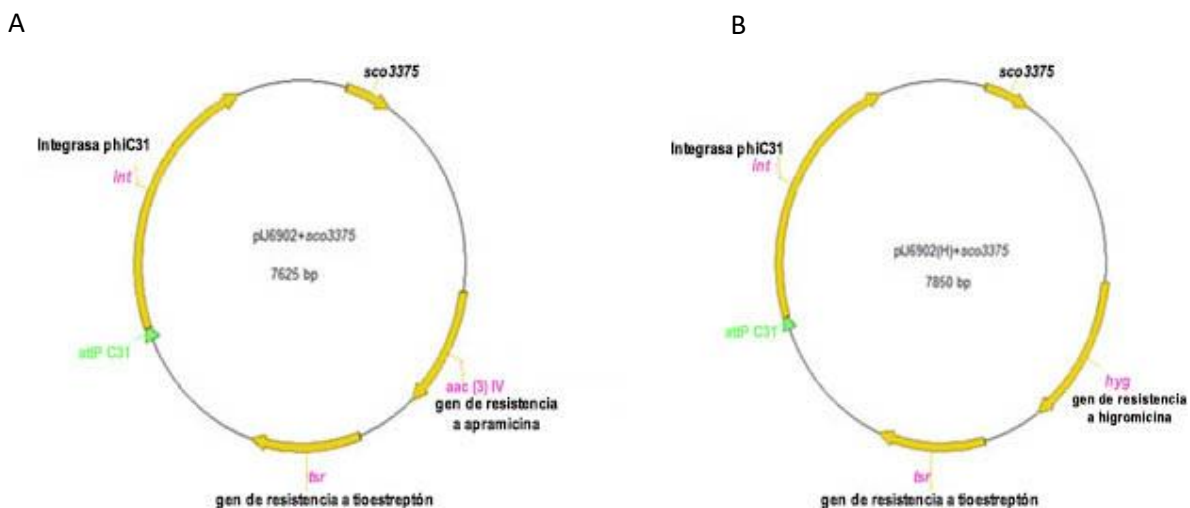 A
sco3375
Integrasa phiC31
int
pIJ6902+sco3375
7625 bp
attP C31
aac (3) IV
gen de resistencia
a apramicina
tsr
gen de resistencia a tioestreptón
B
sco3375
Integrasa phiC31
int
pIJ6902(H)+sco3375
7850 bp
attP C31
hyg
gen de resistencia
a higromicina
tsr
gen de resistencia a tioestreptón